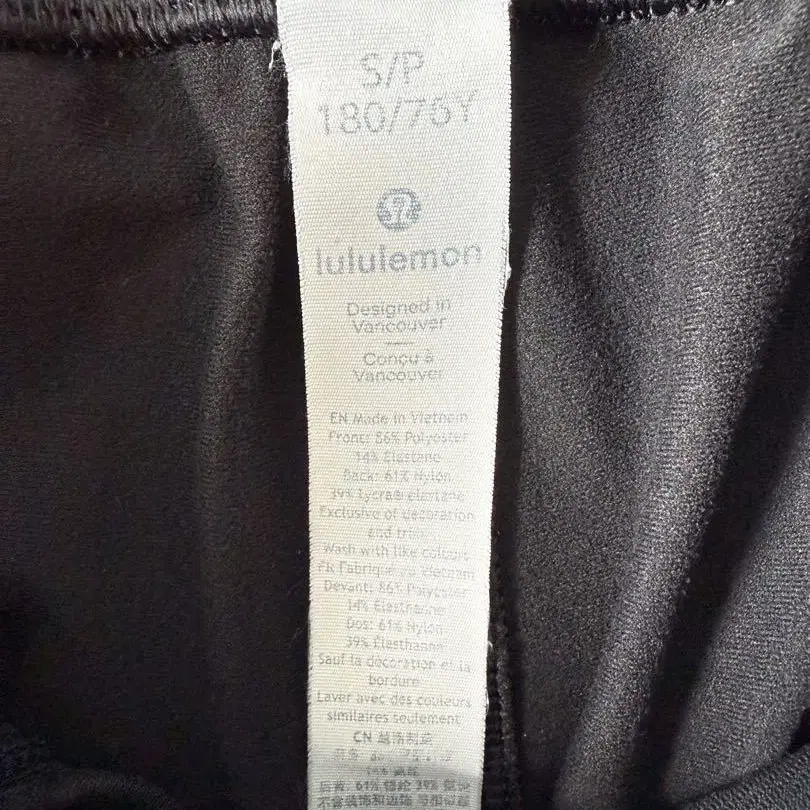 S/P
180/76Y
lululemon
Designed in
Vancouver
Conçu à
Vancouver
EN Made in Vietnam
Front: 86% Polyester
14% Elastane
Back: 61% Nylon
39% Lycra® elastane
Exclusive of decoration
and trim
Wash with like colours
FR Fabriqué au Vietnam
Devant: 86% Polyester
14% Élasthanne
Dos: 61% Nylon
39% Élasthanne
Sauf la décoration et la
bordure
Laver avec des couleurs
similaires seulement
CN 越南制造